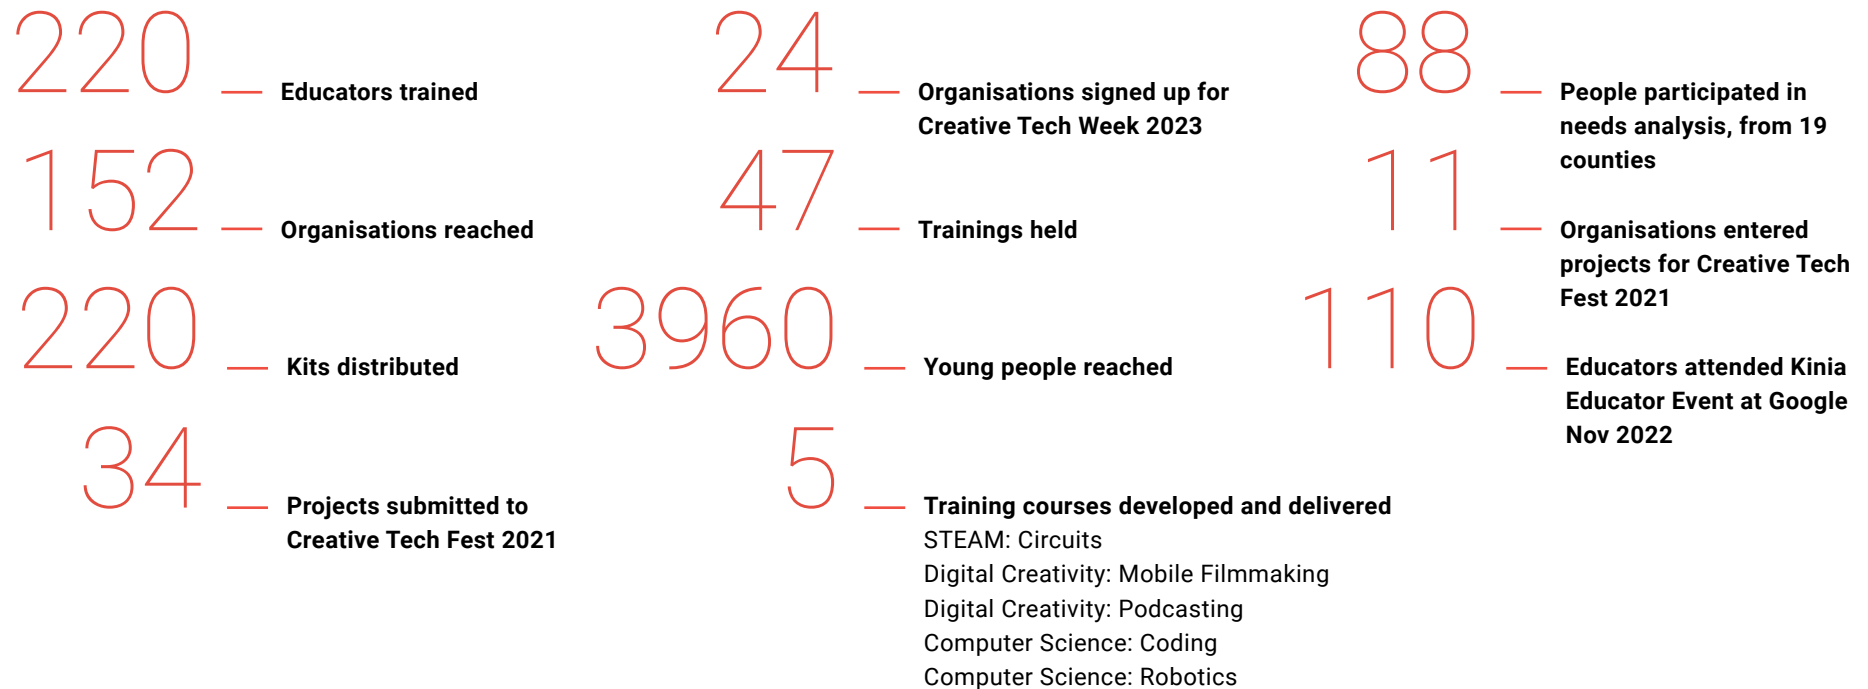 220
Educators trained
152
Organisations reached
220
Kits distributed
34
Projects submitted to
Creative Tech Fest 2021
24
Organisations signed up for
Creative Tech Week 2023
47
Trainings held
3960
Young people reached
5
Training courses developed and delivered
STEAM: Circuits
Digital Creativity: Mobile Filmmaking
Digital Creativity: Podcasting
Computer Science: Coding
Computer Science: Robotics
88
People participated in
needs analysis, from 19
counties
11
Organisations entered
projects for Creative Tech
Fest 2021
110
Educators attended Kinia
Educator Event at Google
Nov 2022